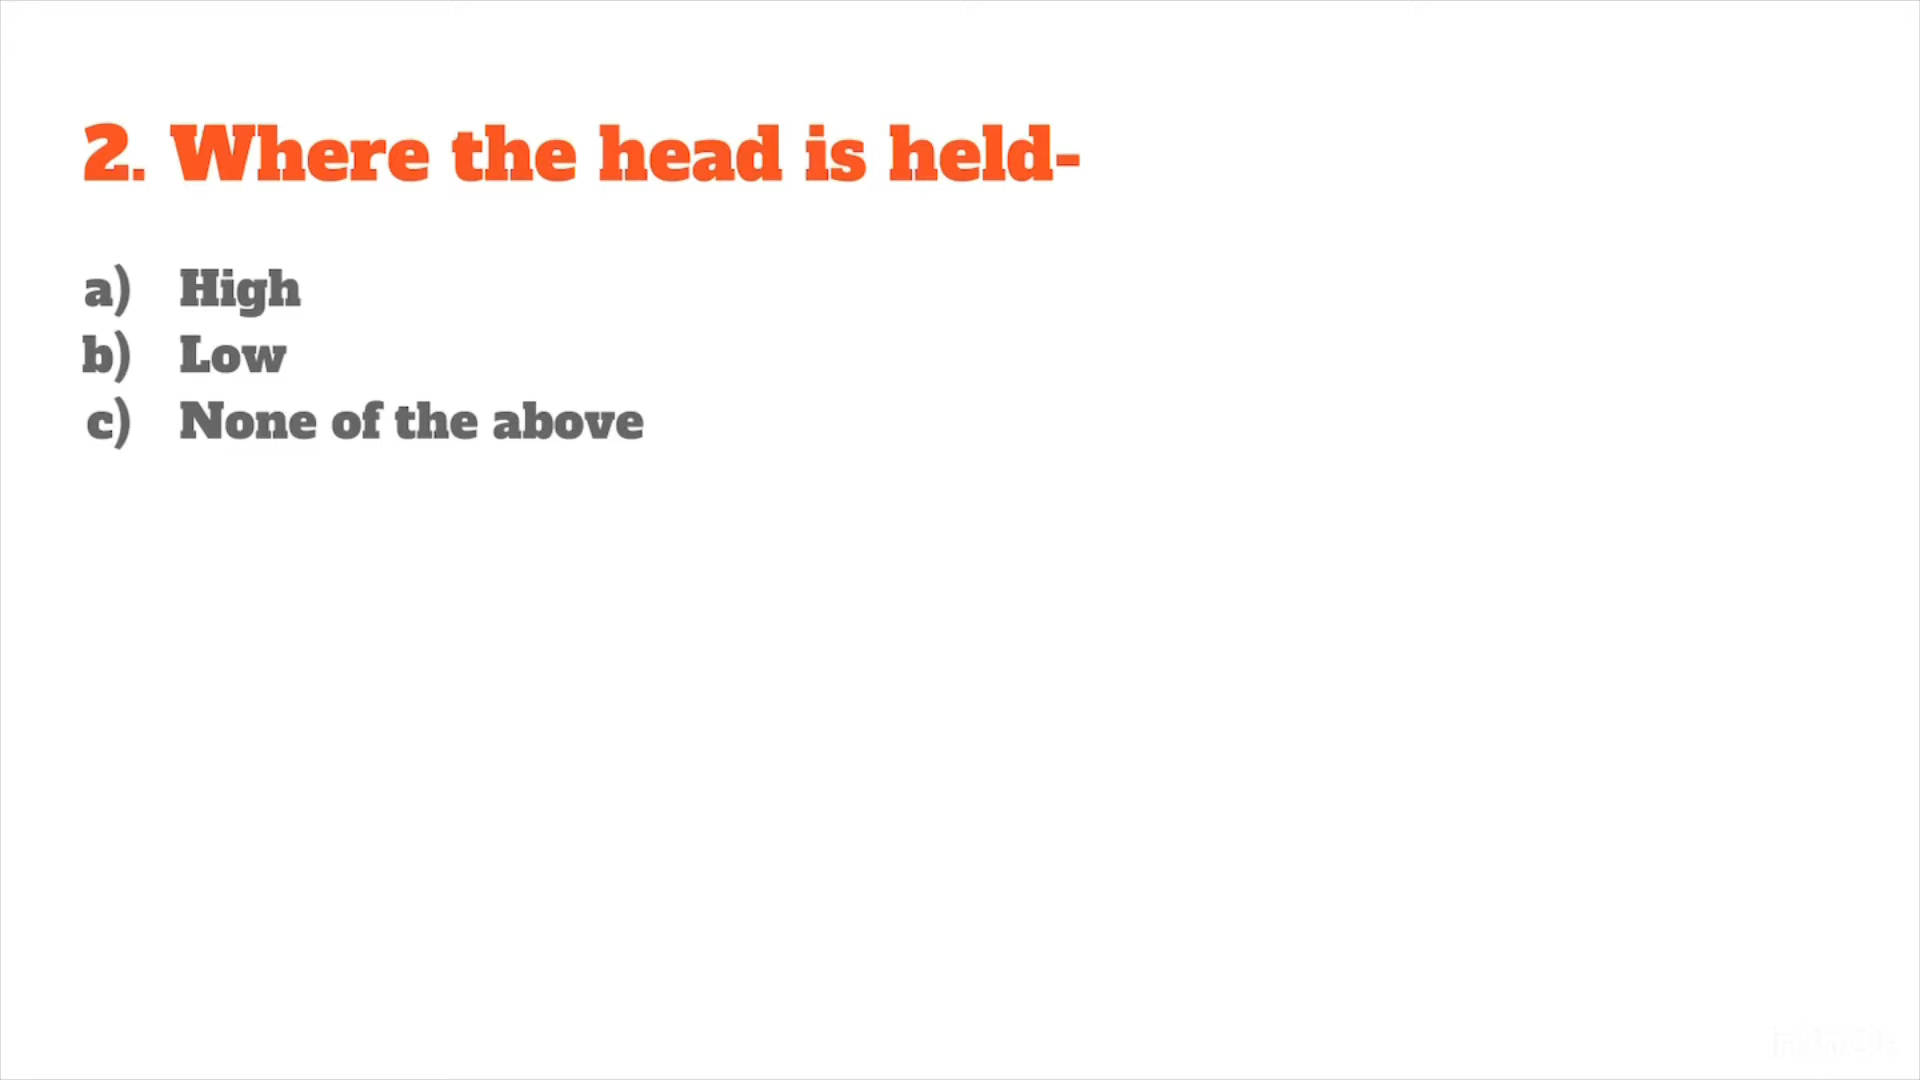 2. Where the head is held-
a) High
b) Low
c) None of the above